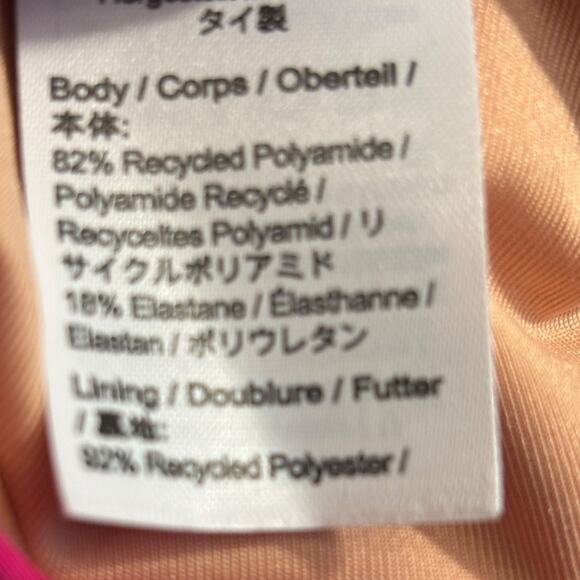 タイ製
Body / Corps / Oberteil /
本体:
82% Recycled Polyamide /
Polyamide Recyclé /
Recyceltes Polyamid / リ
サイクルポリアミド
18% Elastane / Élasthanne /
Elastan / ポリウレタン
Lining / Doublure / Futter
/ 裏地:
92% Recycled Polyester /